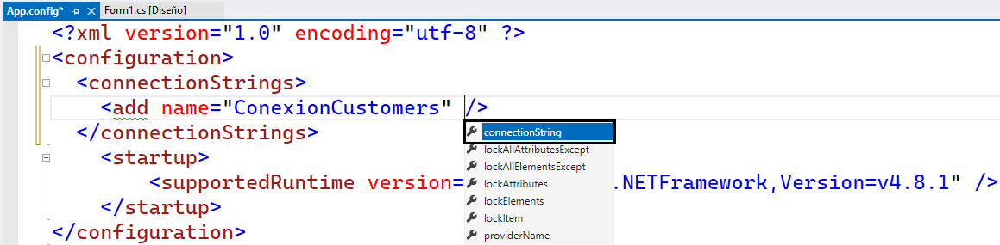 App.config* Form1.cs [Diseño]
<?xml version="1.0" encoding="utf-8" ?>
<configuration>
<connectionStrings>
<add name="ConexionCustomers" />
</connectionStrings>
connectionString
<startup>
lockAllAttributesExcept
lockAllElementsExcept
<supportedRuntime version= .NETFramework,Version=v4.8.1" />
lockAttributes
</startup>
lockElements
lockItem
</configuration>
providerName